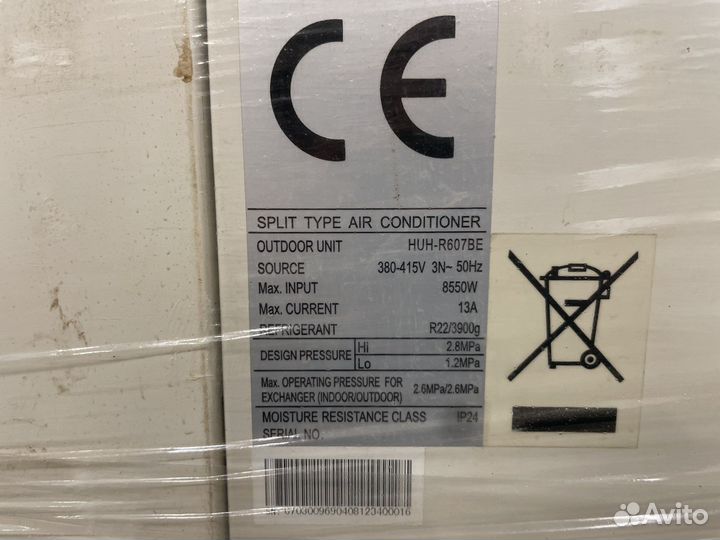 CE
SPLIT TYPE AIR CONDITIONER
OUTDOOR UNIT HUH-R607BE
SOURCE 380-415V 3N~ 50Hz
Max. INPUT 8550W
Max. CURRENT 13A
REFRIGERANT R22/3900g
DESIGN PRESSURE Hi 2.8MPa
Lo 1.2MPa
Max. OPERATING PRESSURE FOR
EXCHANGER (INDOOR/OUTDOOR) 2.6MPa/2.6MPa
MOISTURE RESISTANCE CLASS IP24
SERIAL NO.
Avito